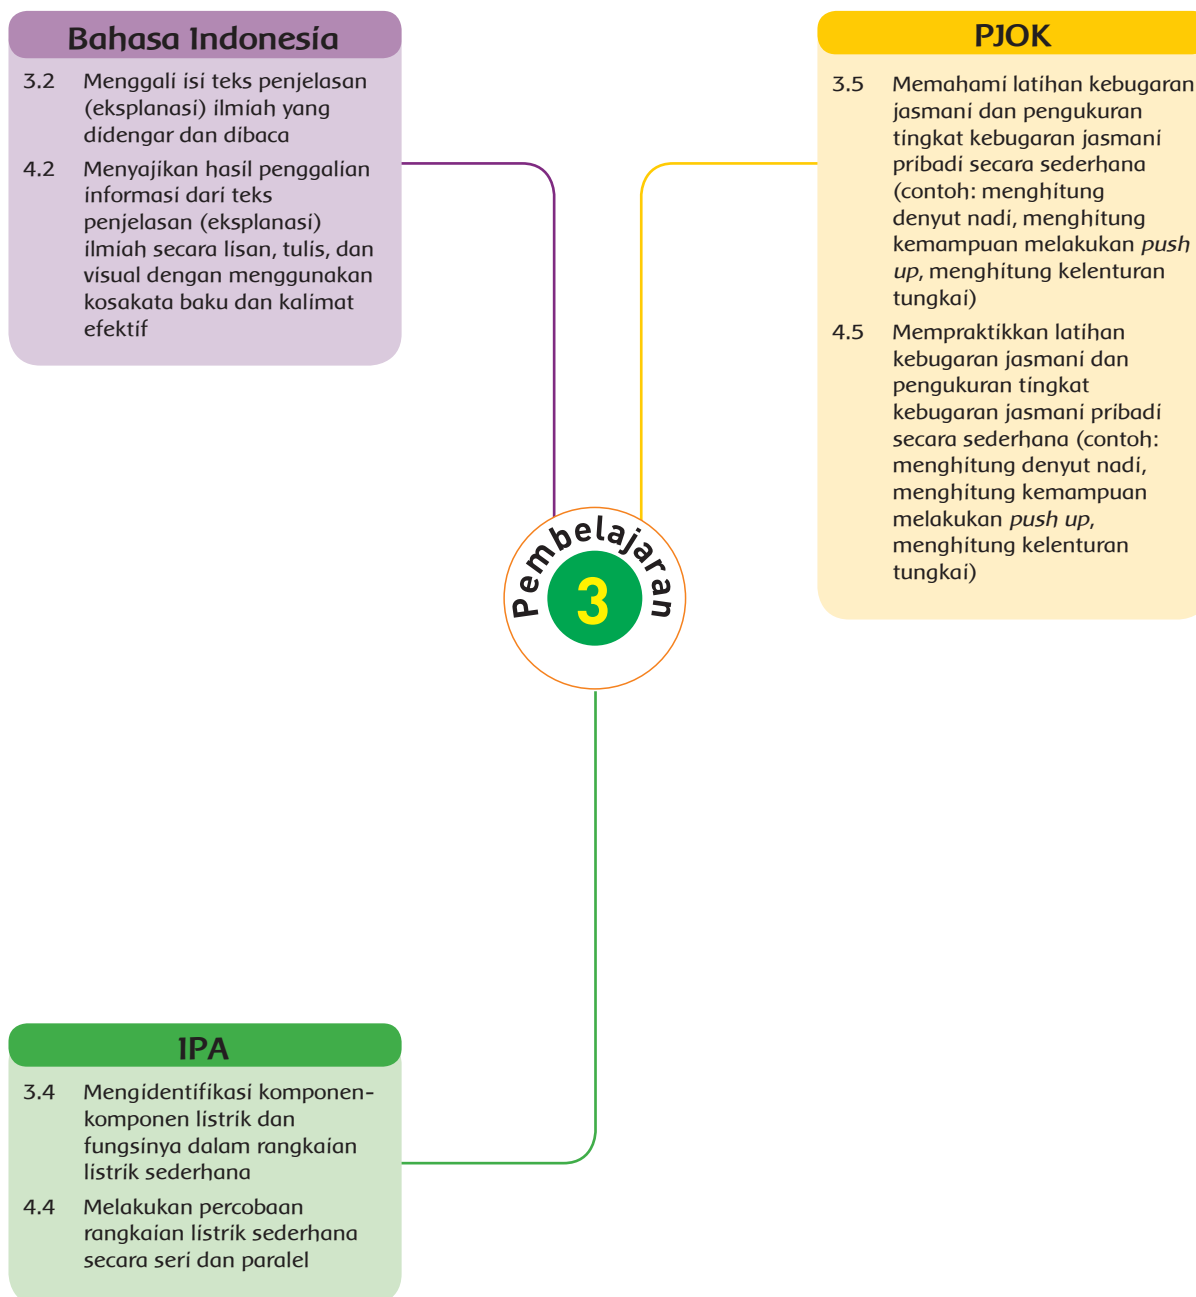 Bahasa Indonesia
3.2 Menggali isi teks penjelasan
(eksplanasi) ilmiah yang
didengar dan dibaca
4.2 Menyajikan hasil penggalian
informasi dari teks
penjelasan (eksplanasi)
ilmiah secara lisan, tulis, dan
visual dengan menggunakan
kosakata baku dan kalimat
efektif
PJOK
3.5 Memahami latihan kebugaran
jasmani dan pengukuran
tingkat kebugaran jasmani
pribadi secara sederhana
(contoh: menghitung
denyut nadi, menghitung
kemampuan melakukan push
up, menghitung kelenturan
tungkai)
4.5 Mempraktikkan latihan
kebugaran jasmani dan
pengukuran tingkat
kebugaran jasmani pribadi
secara sederhana (contoh:
menghitung denyut nadi,
menghitung kemampuan
melakukan push up,
menghitung kelenturan
tungkai)
Pembelajaran
3
IPA
3.4 Mengidentifikasi komponen-
komponen listrik dan
fungsinya dalam rangkaian
listrik sederhana
4.4 Melakukan percobaan
rangkaian listrik sederhana
secara seri dan paralel